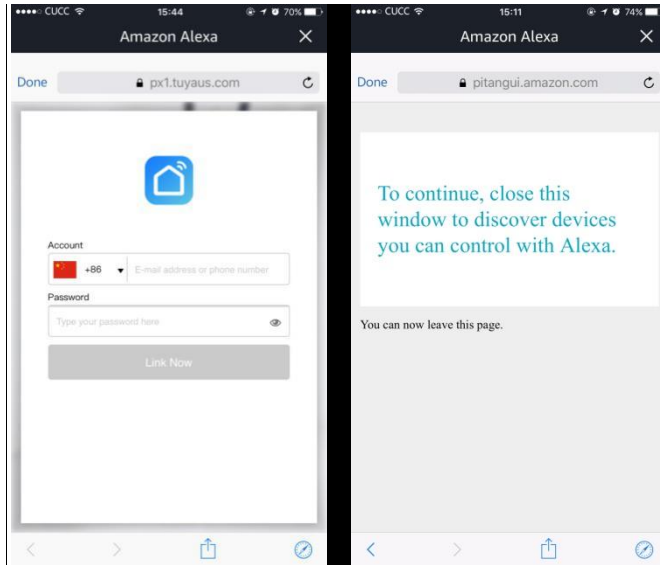 CUCC 15:44 70%
Amazon Alexa
Done px1.tuyaus.com
Account
+86 E-mail address or phone number
Password
Type your password here
Link Now
CUCC 15:11 74%
Amazon Alexa
Done pitangui.amazon.com
To continue, close this
window to discover devices
you can control with Alexa.
You can now leave this page.